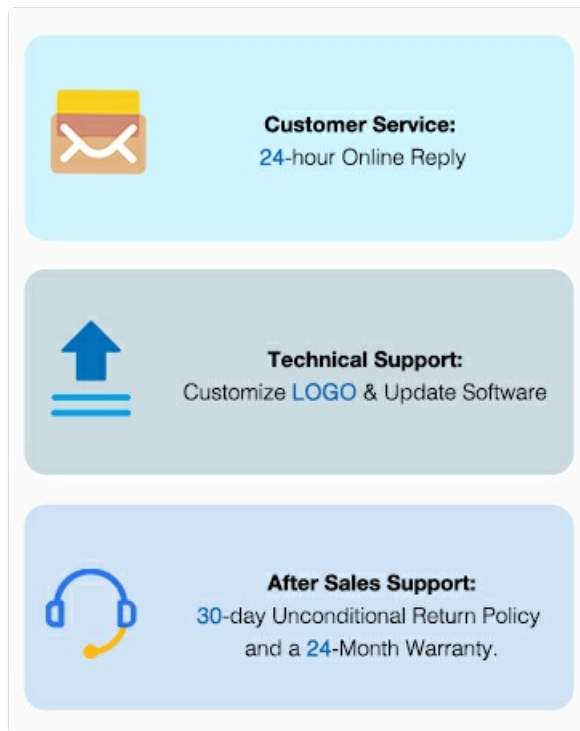 Customer Service:
24-hour Online Reply
Technical Support:
Customize LOGO & Update Software
After Sales Support:
30-day Unconditional Return Policy
and a 24-Month Warranty.